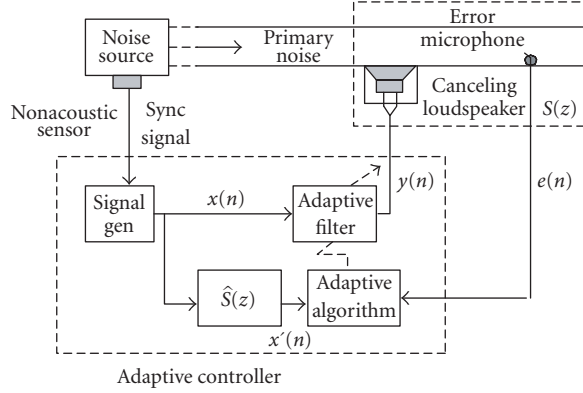 Noise
source
Primary
noise
Error
microphone
Canceling
loudspeaker
S(z)
Nonacoustic
sensor
Sync
signal
Signal
gen
x(n)
Adaptive
filter
y(n)
e(n)
Ŝ(z)
Adaptive
algorithm
x´(n)
Adaptive controller